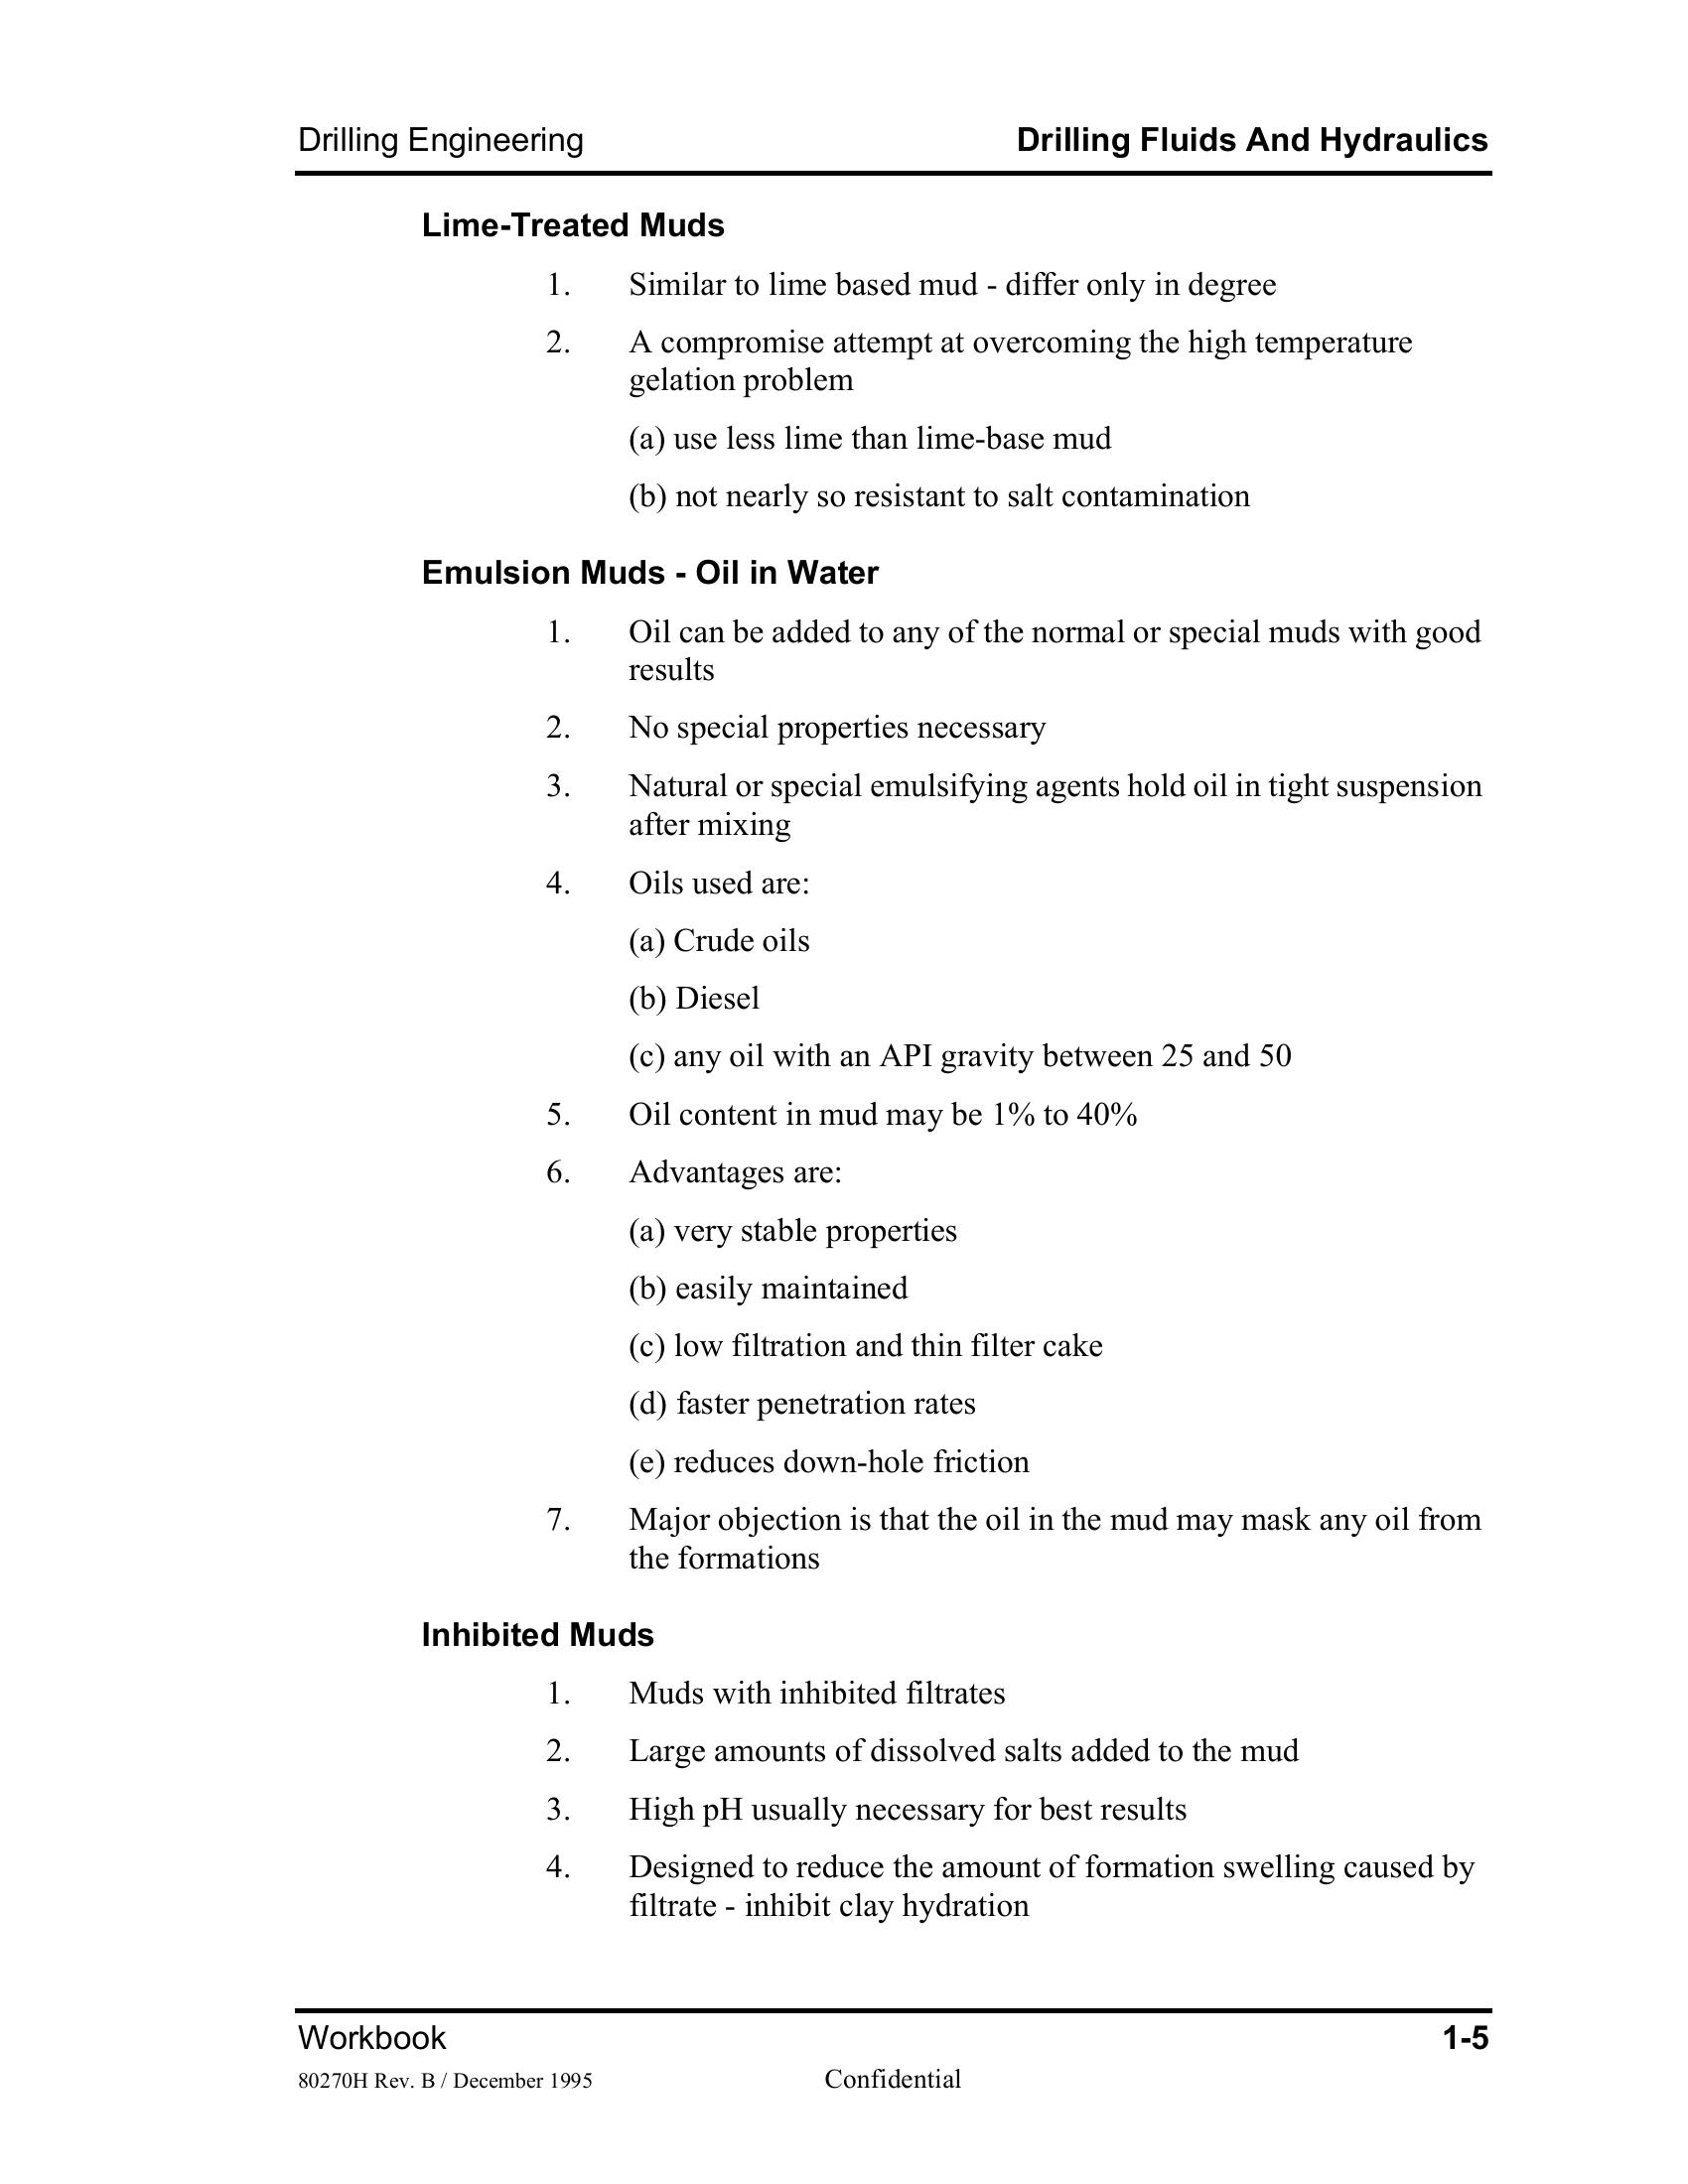 Drilling Engineering
Drilling Fluids And Hydraulics
Lime-Treated Muds
1. Similar to lime based mud - differ only in degree
2. A compromise attempt at overcoming the high temperature
gelation problem
(a) use less lime than lime-base mud
(b) not nearly so resistant to salt contamination
Emulsion Muds - Oil in Water
1. Oil can be added to any of the normal or special muds with good
results
2. No special properties necessary
3. Natural or special emulsifying agents hold oil in tight suspension
after mixing
4. Oils used are:
(a) Crude oils
(b) Diesel
(c) any oil with an API gravity between 25 and 50
5. Oil content in mud may be 1% to 40%
6. Advantages are:
(a) very stable properties
(b) easily maintained
(c) low filtration and thin filter cake
(d) faster penetration rates
(e) reduces down-hole friction
7. Major objection is that the oil in the mud may mask any oil from
the formations
Inhibited Muds
1. Muds with inhibited filtrates
2. Large amounts of dissolved salts added to the mud
3. High pH usually necessary for best results
4. Designed to reduce the amount of formation swelling caused by
filtrate - inhibit clay hydration
Workbook
1-5
80270H Rev. B / December 1995
Confidential